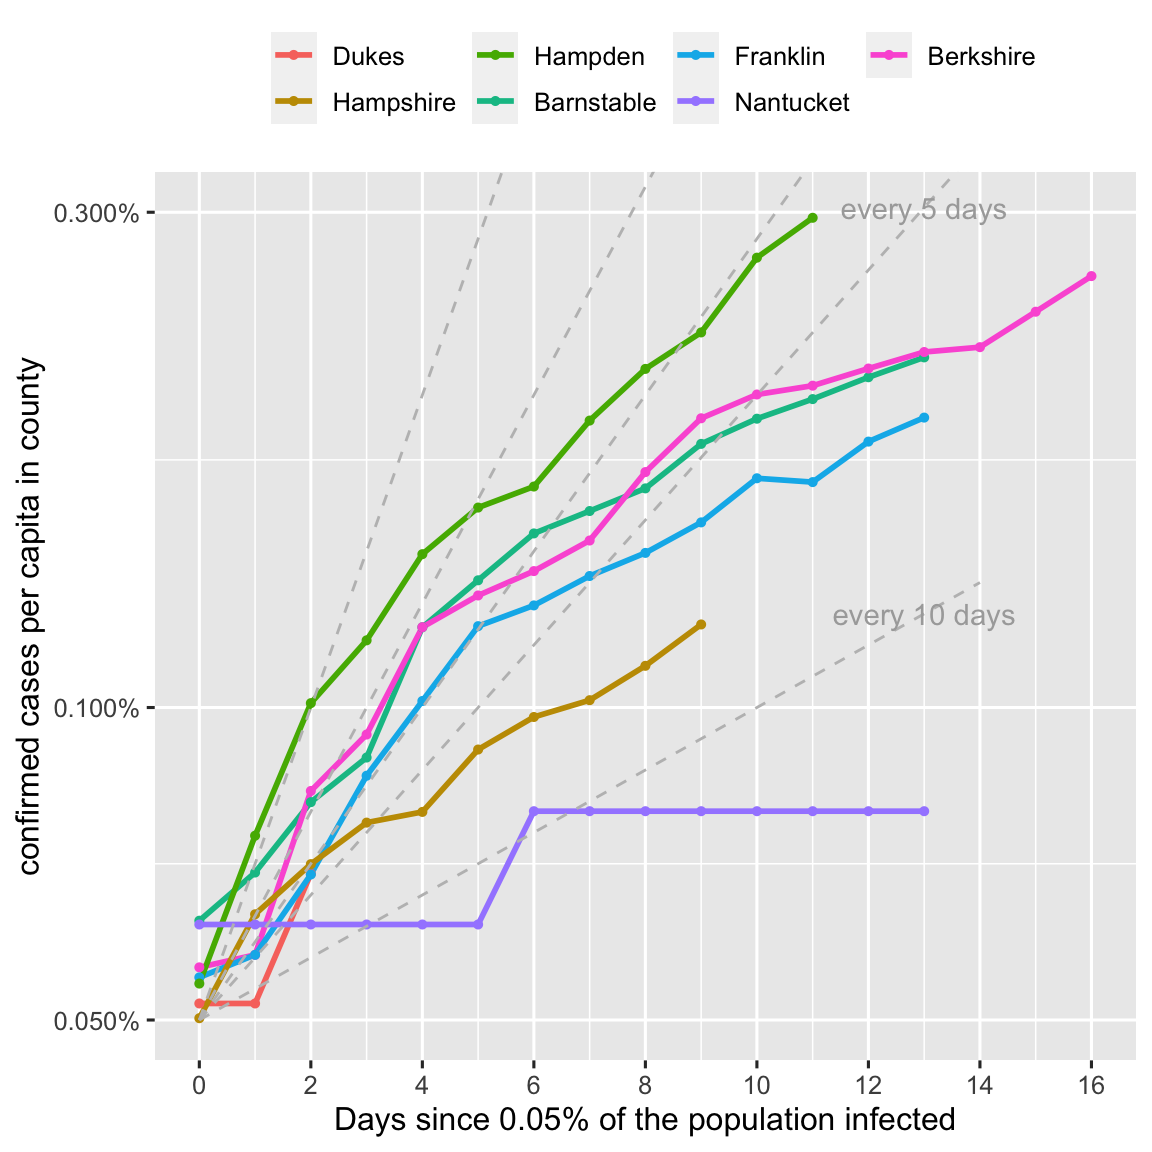 Dukes Hampden Franklin Berkshire
Hampshire Barnstable Nantucket
0.300%
every 5 days
every 10 days
0.100%
0.050%
confirmed cases per capita in county
0 2 4 6 8 10 12 14 16
Days since 0.05% of the population infected